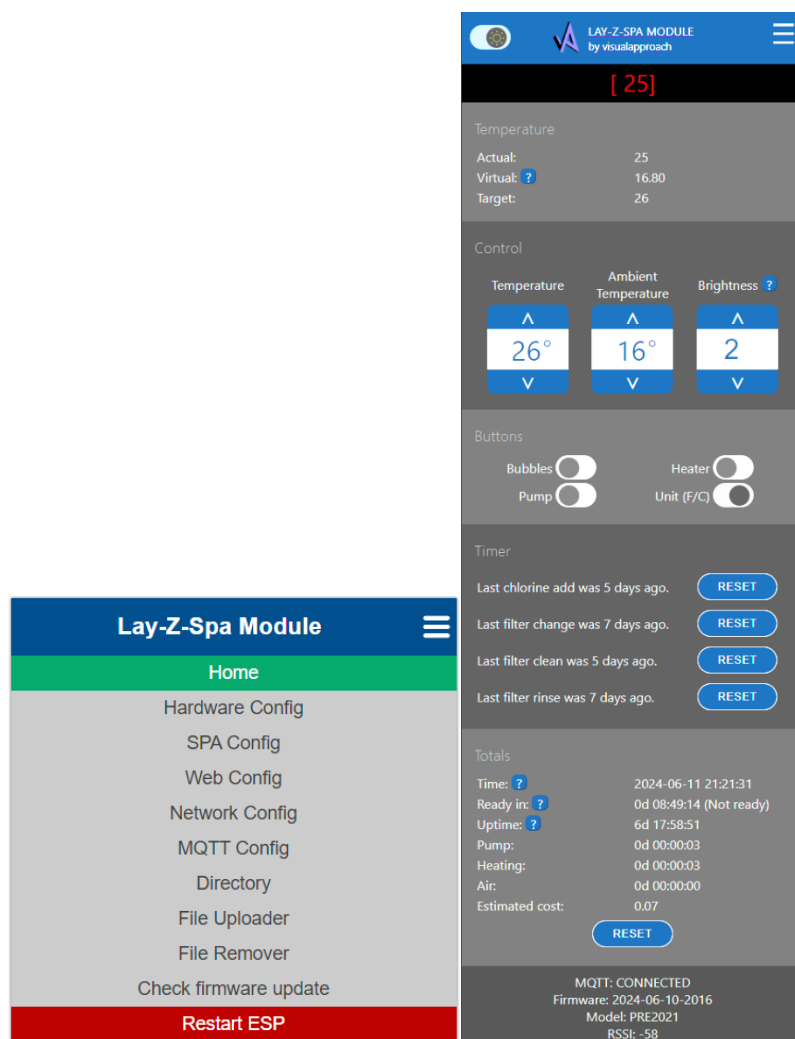 Lay-Z-Spa Module
Home
Hardware Config
SPA Config
Web Config
Network Config
MQTT Config
Directory
File Uploader
File Remover
Check firmware update
Restart ESP
LAY-Z-SPA MODULE
by visualapproach
[ 25]
Temperature
Actual: 25
Virtual: ? 16.80
Target: 26
Control
Temperature
Ambient
Temperature
Brightness ?
26° 16° 2
Buttons
Bubbles Heater
Pump Unit (F/C)
Timer
Last chlorine add was 5 days ago. RESET
Last filter change was 7 days ago. RESET
Last filter clean was 5 days ago. RESET
Last filter rinse was 7 days ago. RESET
Totals
Time: ? 2024-06-11 21:21:31
Ready in: ? 0d 08:49:14 (Not ready)
Uptime: ? 6d 17:58:51
Pump: 0d 00:00:03
Heating: 0d 00:00:03
Air: 0d 00:00:00
Estimated cost: 0.07
RESET
MQTT: CONNECTED
Firmware: 2024-06-10-2016
Model: PRE2021
RSSI: -58